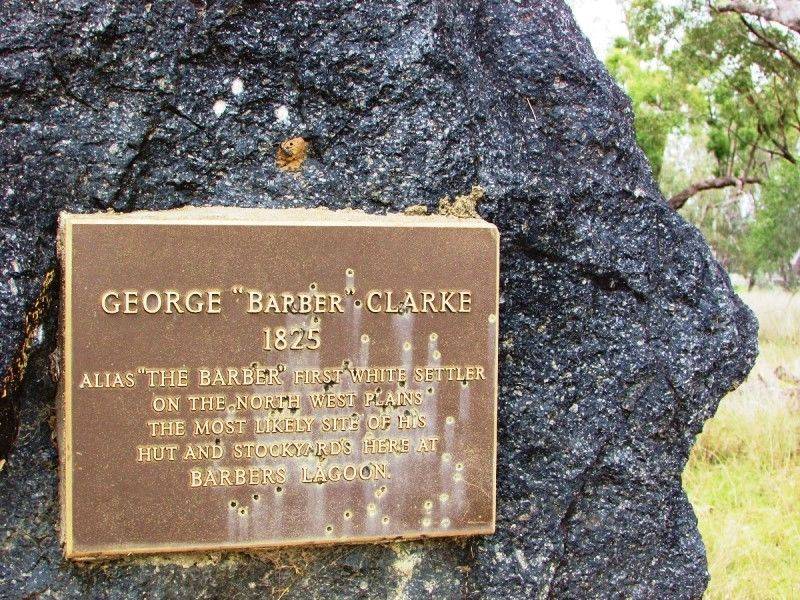 GEORGE "BARBER" CLARKE
1825
ALIAS "THE BARBER" FIRST WHITE SETTLER
ON THE NORTH WEST PLAINS
THE MOST LIKELY SITE OF HIS
HUT AND STOCKYARD'S HERE AT
BARBERS LAGOON.